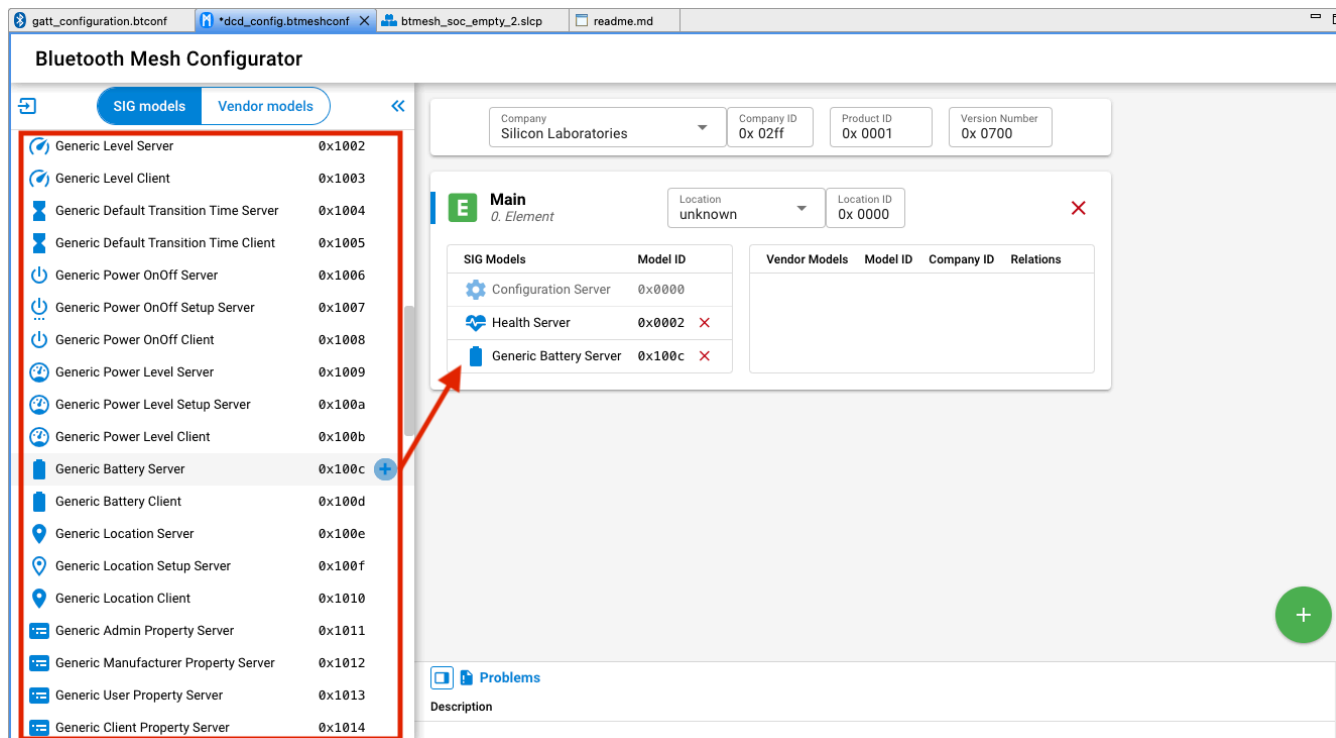 gatt_configuration.btconf
*dcd_config.btmeshconf
btmesh_soc_empty_2.slcp
readme.md
Bluetooth Mesh Configurator
SIG models Vendor models
Generic Level Server 0x1002
Generic Level Client 0x1003
Generic Default Transition Time Server 0x1004
Generic Default Transition Time Client 0x1005
Generic Power OnOff Server 0x1006
Generic Power OnOff Setup Server 0x1007
Generic Power OnOff Client 0x1008
Generic Power Level Server 0x1009
Generic Power Level Setup Server 0x100a
Generic Power Level Client 0x100b
Generic Battery Server 0x100c
Generic Battery Client 0x100d
Generic Location Server 0x100e
Generic Location Setup Server 0x100f
Generic Location Client 0x1010
Generic Admin Property Server 0x1011
Generic Manufacturer Property Server 0x1012
Generic User Property Server 0x1013
Generic Client Property Server 0x1014
Company Company ID Product ID Version Number
Silicon Laboratories 0x 02ff 0x 0001 0x 0700
E
Main
0. Element
Location Location ID
unknown 0x 0000
SIG Models Model ID
Configuration Server 0x0000
Health Server 0x0002
Generic Battery Server 0x100c
Vendor Models Model ID Company ID Relations
Problems
Description